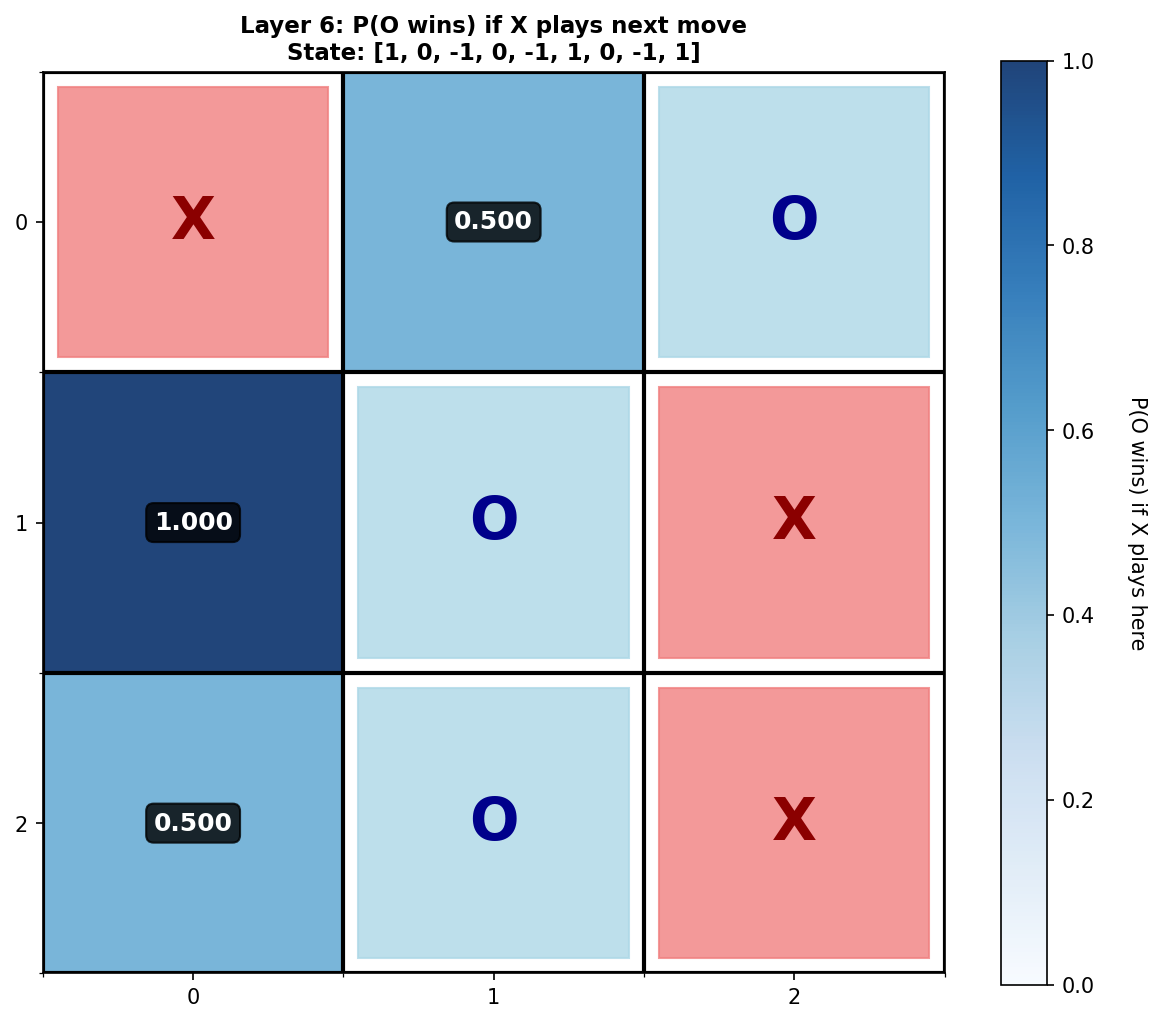 Layer 6: P(O wins) if X plays next move
State: [1, 0, -1, 0, -1, 1, 0, -1, 1]
0
X
0.500
O
1
1.000
O
X
2
0.500
O
X
0
1
2
1.0
0.8
0.6
0.4
0.2
0.0
P(O wins) if X plays here